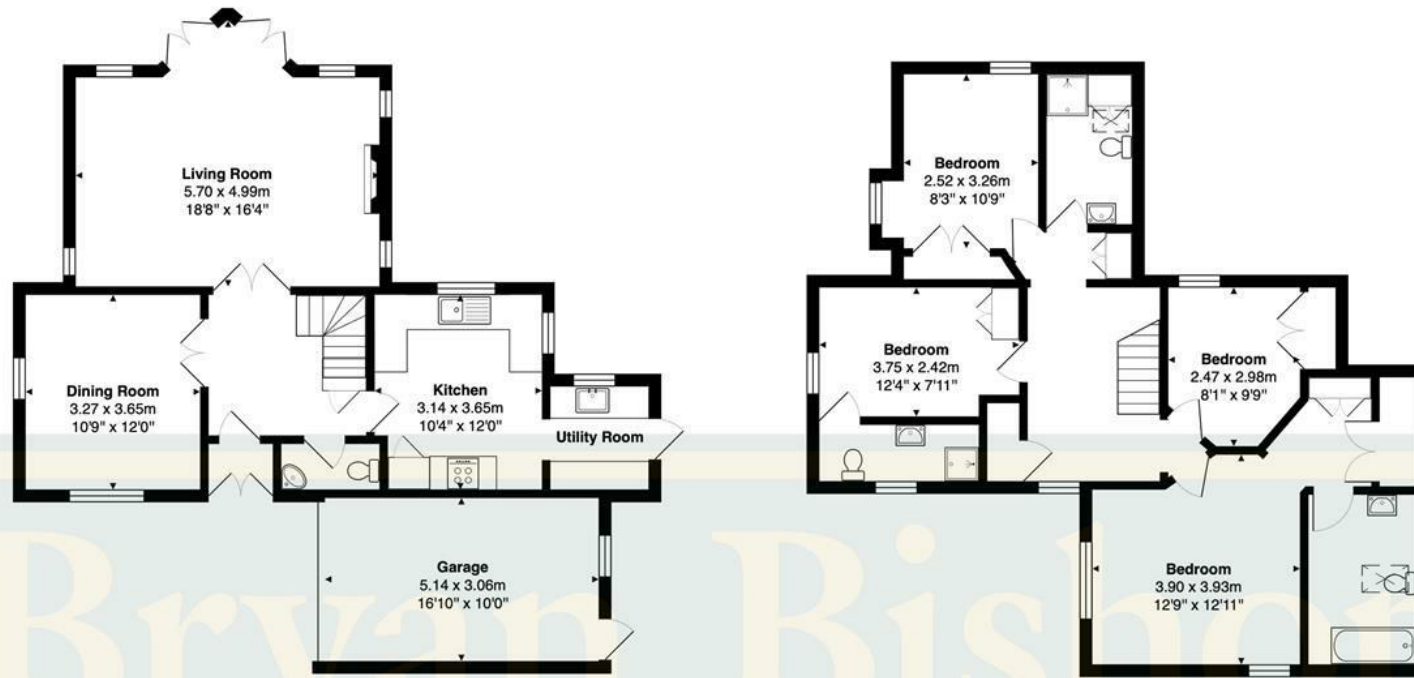 Living Room
5.70 x 4.99m
18'8" x 16'4"
Dining Room
3.27 x 3.65m
10'9" x 12'0"
Kitchen
3.14 x 3.65m
10'4" x 12'0"
Utility Room
Garage
5.14 x 3.06m
16'10" x 10'0"
Bedroom
2.52 x 3.26m
8'3" x 10'9"
Bedroom
3.75 x 2.42m
12'4" x 7'11"
Bedroom
2.47 x 2.98m
8'1" x 9'9"
Bedroom
3.90 x 3.93m
12'9" x 12'11"
Bryan Bishop